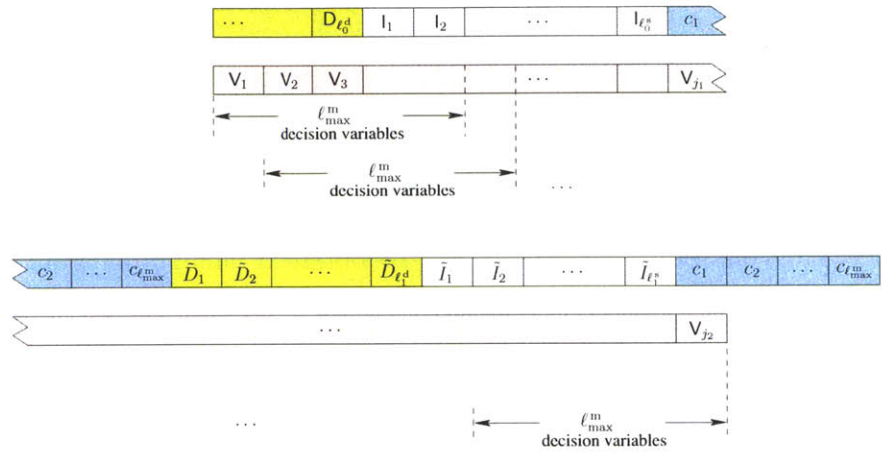 ··· D_{ℓ_0^d} I_1 I_2 ··· I_{ℓ_0^s} c_1
V_1 V_2 V_3 ··· V_{j_1}
ℓ_max^m
decision variables
ℓ_max^m
decision variables ···
c_2 ··· c_{ℓ_max^m} D̃_1 D̃_2 ··· D̃_{ℓ_1^d} Ĩ_1 Ĩ_2 ··· Ĩ_{ℓ_1^s} c_1 c_2 ··· c_{ℓ_max^m}
··· V_{j_2}
··· ℓ_max^m
decision variables